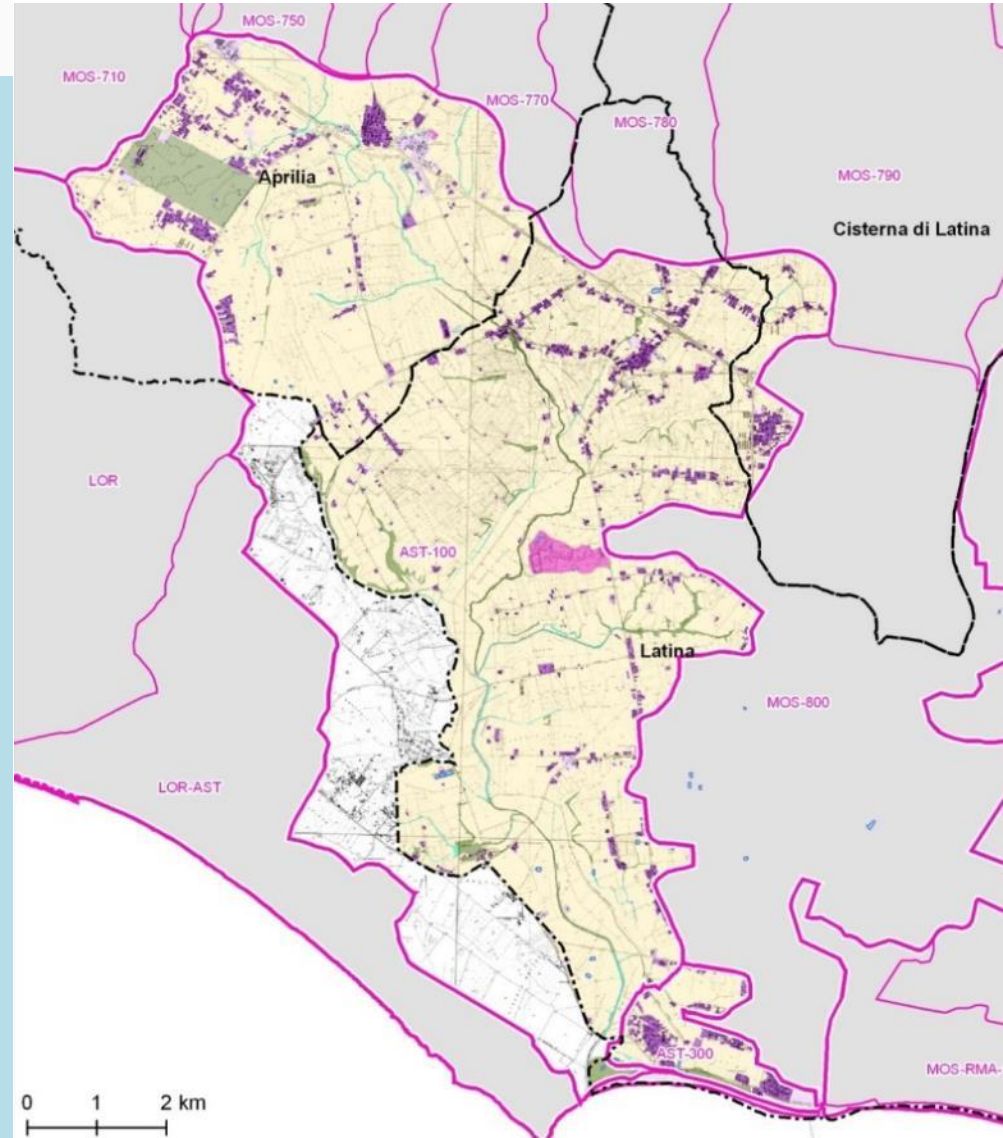 MOS-750
MOS-710
MOS-770
MOS-780
MOS-790
Aprilia
Cisterna di Latina
LOR
AST-100
Latina
MOS-800
LOR-AST
AST-300
MOS-RMA-
0 1 2 km